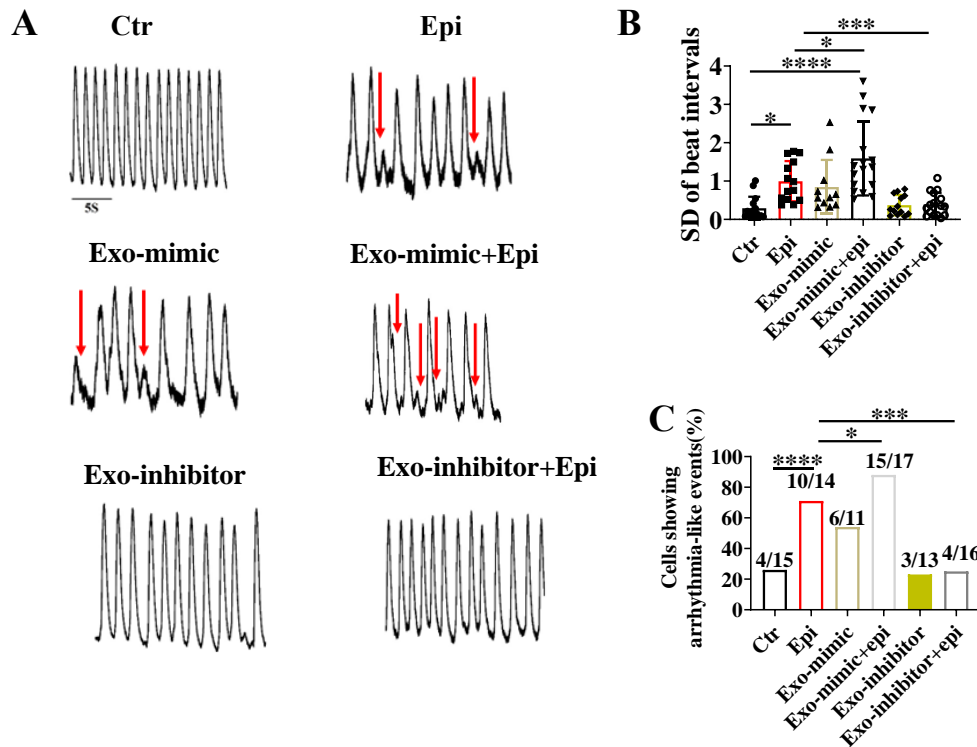 A
Ctr
Epi
5S
Exo-mimic
Exo-mimic+Epi
Exo-inhibitor
Exo-inhibitor+Epi
B
***
*
****
*
SD of beat intervals
4
3
2
1
0
Ctr
Epi
Exo-mimic
Exo-mimic+epi
Exo-inhibitor
Exo-inhibitor+epi
C
***
*
****
Cells showing
arrhythmia-like events(%)
100
80
60
40
20
0
4/15
10/14
6/11
15/17
3/13
4/16
Ctr
Epi
Exo-mimic
Exo-mimic+epi
Exo-inhibitor
Exo-inhibitor+epi